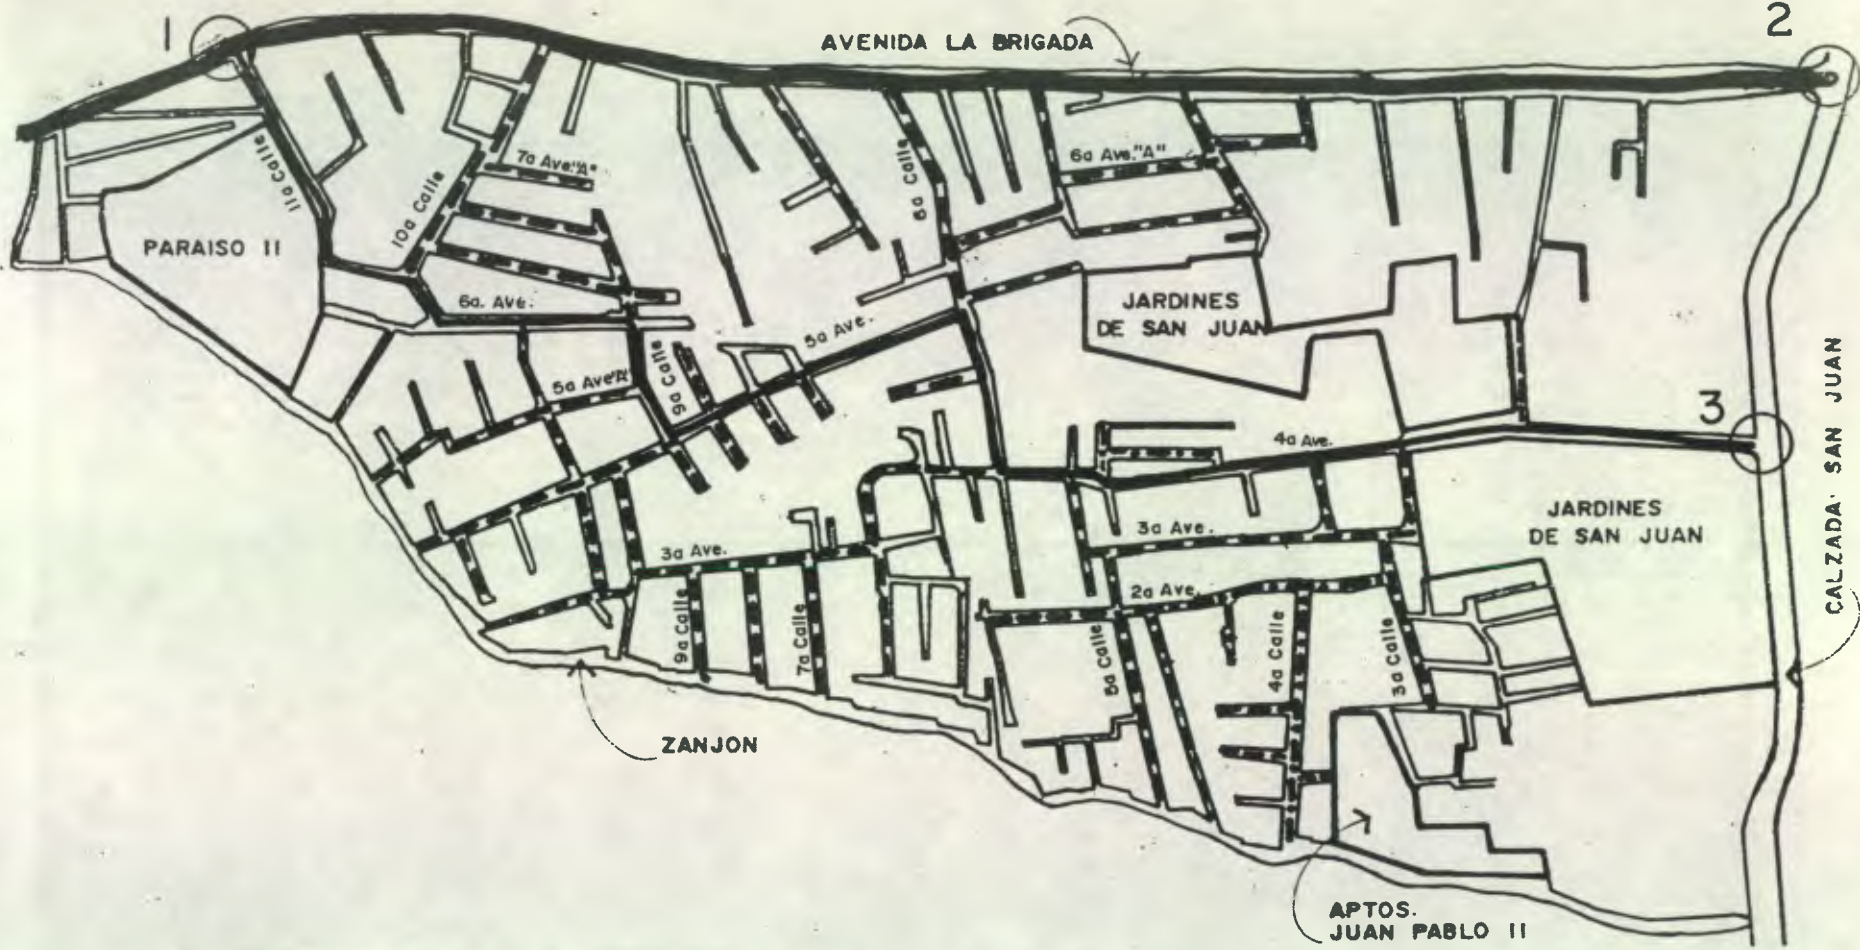 1
AVENIDA LA BRIGADA
2
11a Calle
10a Calle
7a Ave."A"
8a Calle
6a Ave."A"
PARAISO II
6a. Ave.
5a Ave.
JARDINES
DE SAN JUAN
5a Ave"A"
9a Calle
4a Ave.
3
CALZADA SAN JUAN
3a Ave.
3a Ave.
JARDINES
DE SAN JUAN
2a Ave.
9a Calle
7a Calle
5a Calle
4a Calle
3a Calle
ZANJON
APTOS.
JUAN PABLO II